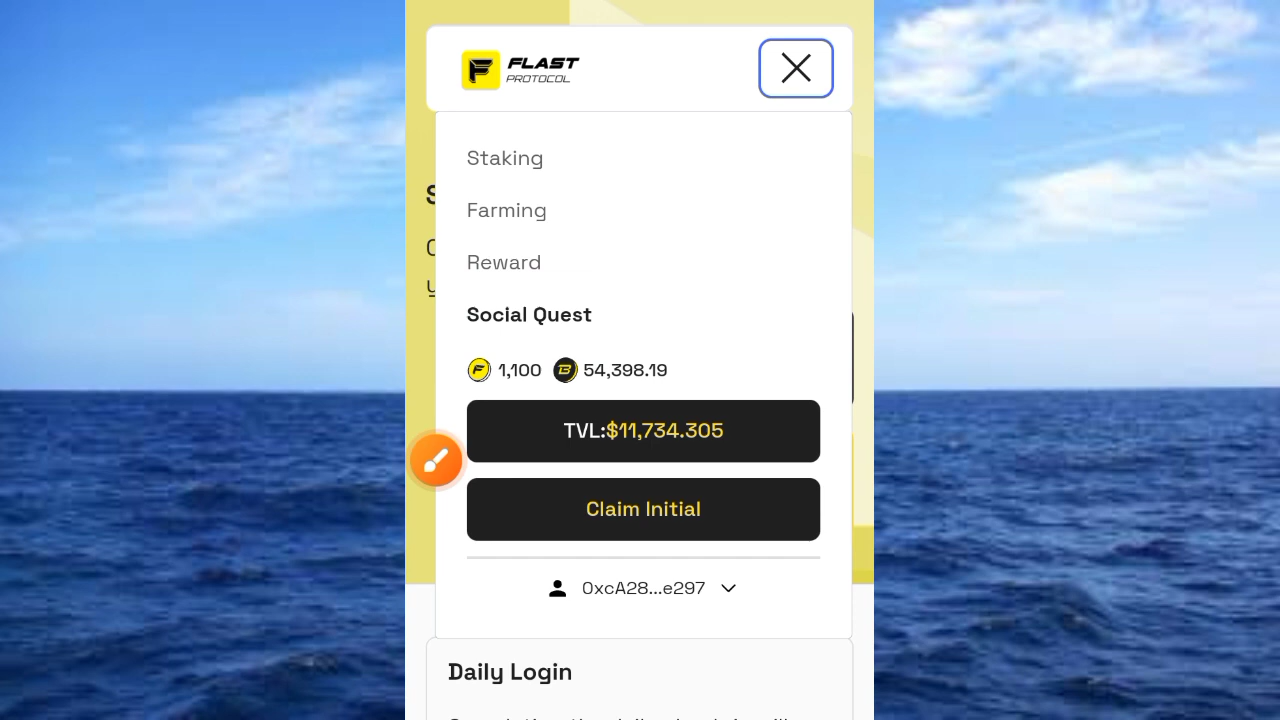 FLAST
PROTOCOL
Staking
Farming
Reward
Social Quest
1,100 54,398.19
TVL:$11,734.305
Claim Initial
0xcA28...e297
Daily Login